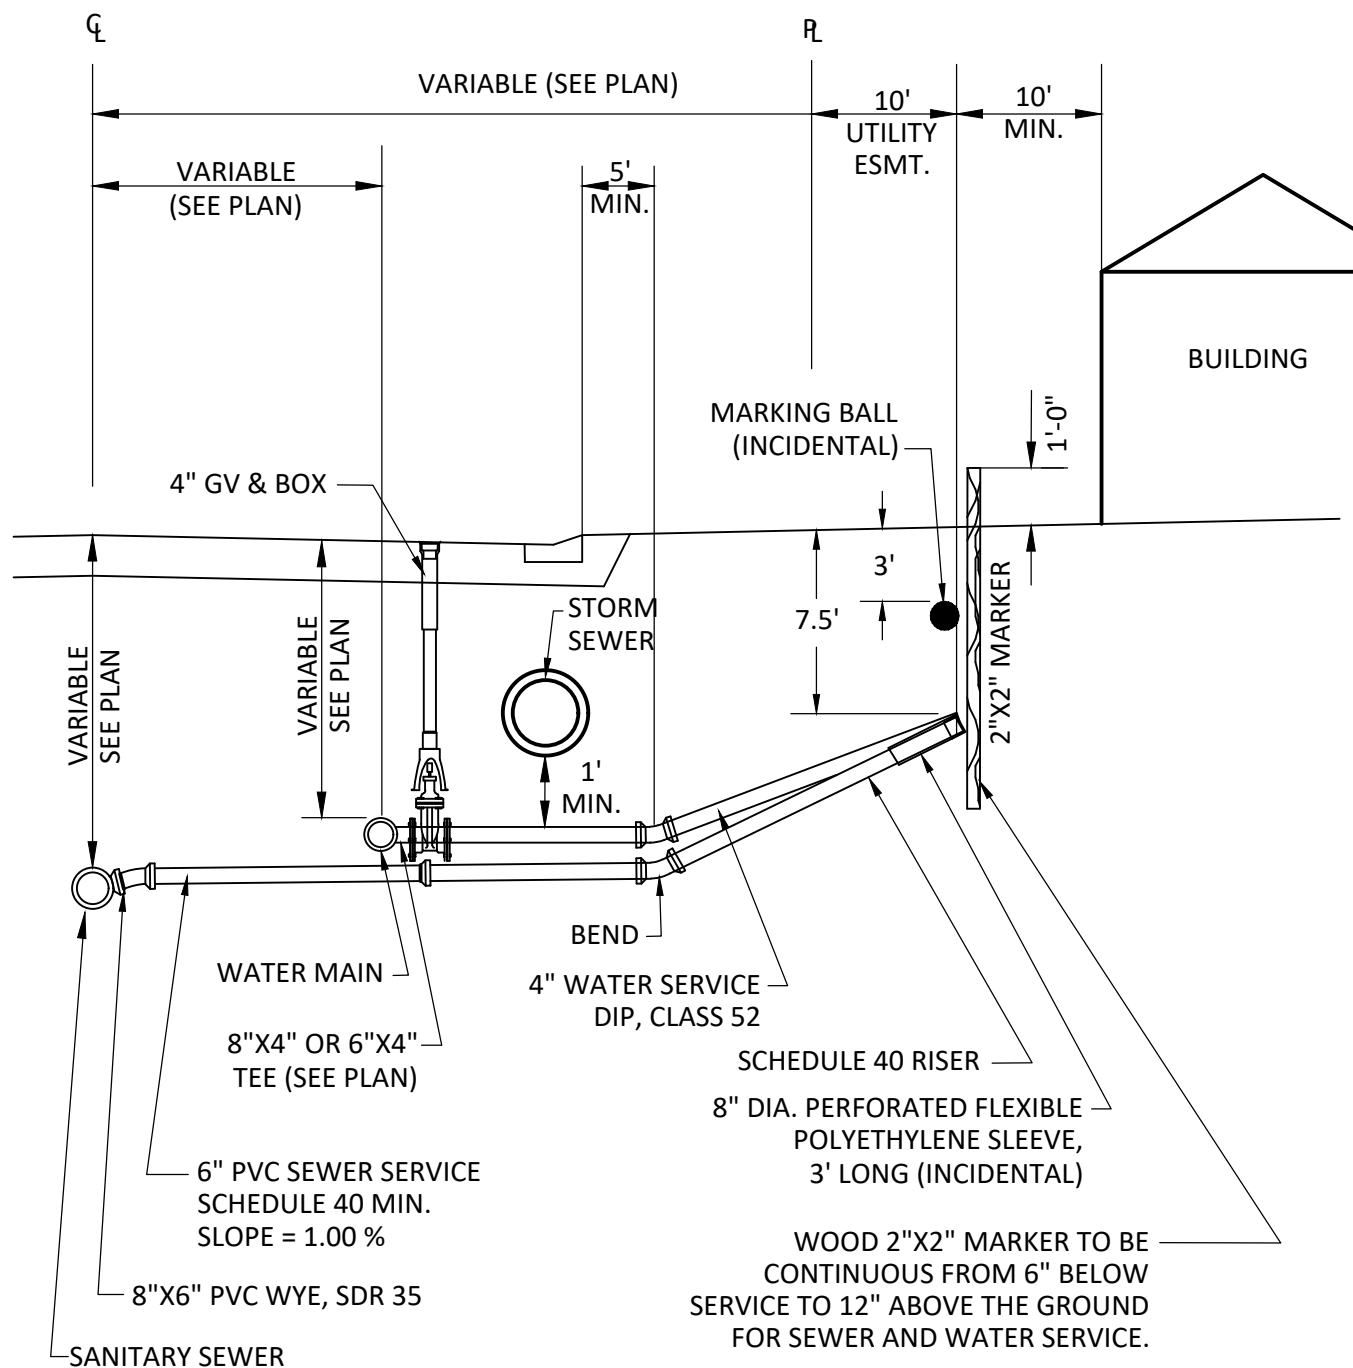 ℄
PL
VARIABLE (SEE PLAN)
10'
UTILITY
ESMT.
10'
MIN.
VARIABLE
(SEE PLAN)
5'
MIN.
BUILDING
MARKING BALL
(INCIDENTAL)
1'-0"
4" GV & BOX
3'
7.5'
STORM
SEWER
VARIABLE
SEE PLAN
VARIABLE
SEE PLAN
2"X2" MARKER
1'
MIN.
BEND
WATER MAIN
4" WATER SERVICE
DIP, CLASS 52
8"X4" OR 6"X4"
TEE (SEE PLAN)
SCHEDULE 40 RISER
8" DIA. PERFORATED FLEXIBLE
POLYETHYLENE SLEEVE,
3' LONG (INCIDENTAL)
6" PVC SEWER SERVICE
SCHEDULE 40 MIN.
SLOPE = 1.00 %
WOOD 2"X2" MARKER TO BE
CONTINUOUS FROM 6" BELOW
SERVICE TO 12" ABOVE THE GROUND
FOR SEWER AND WATER SERVICE.
8"X6" PVC WYE, SDR 35
SANITARY SEWER